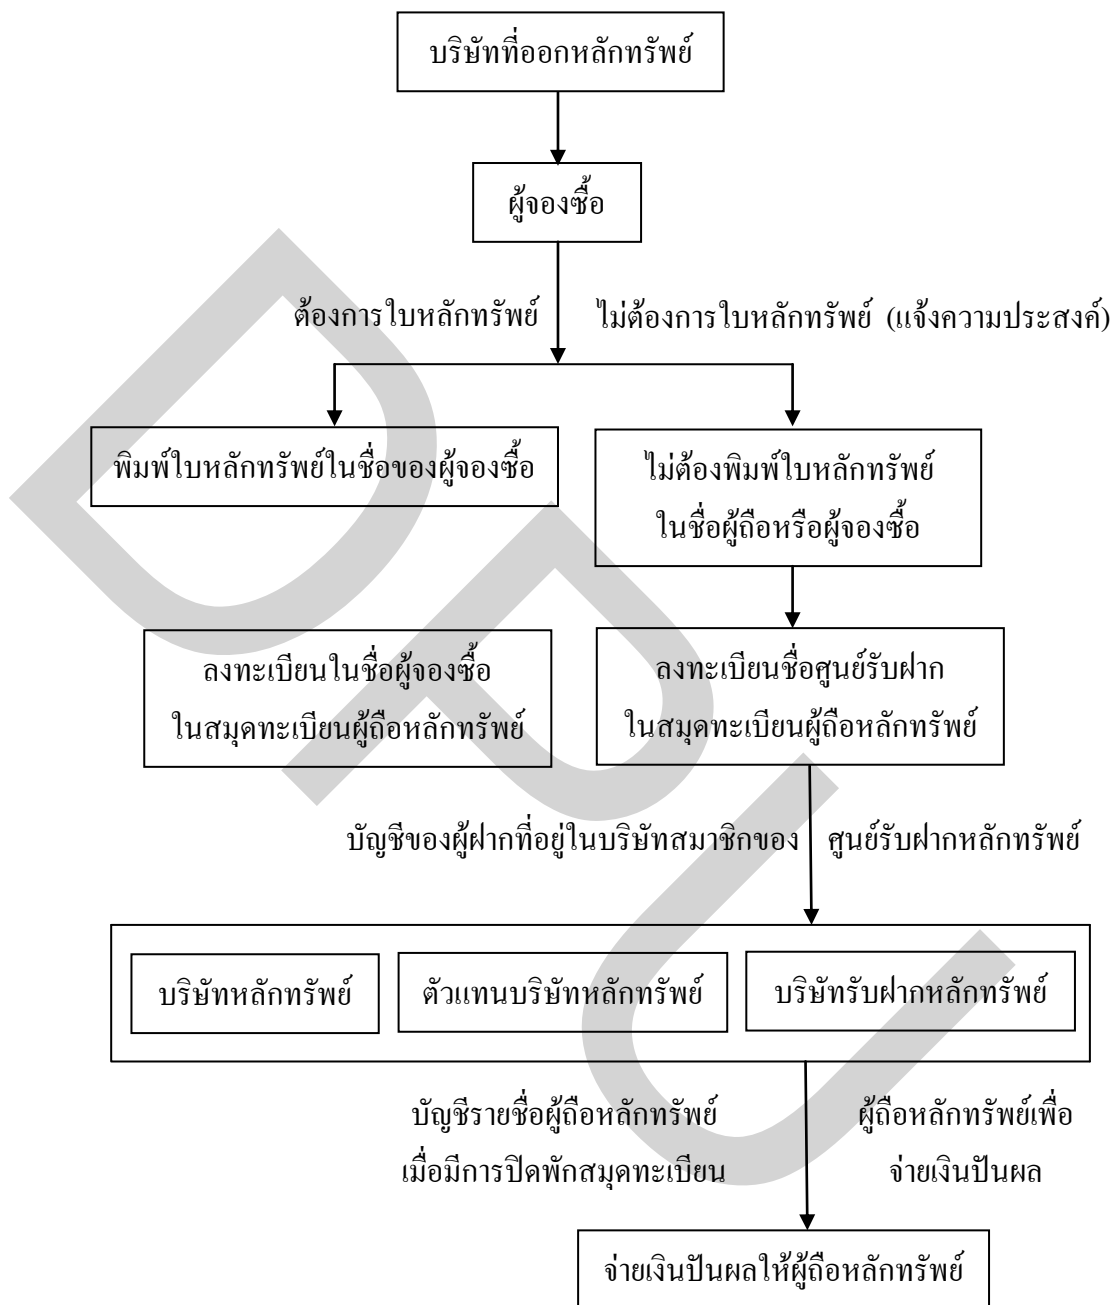 บริษัทที่ออกหลักทรัพย์
ผู้จองซื้อ
ต้องการใบหลักทรัพย์
ไม่ต้องการใบหลักทรัพย์ (แจ้งความประสงค์)
พิมพ์ใบหลักทรัพย์ในชื่อของผู้จองซื้อ
ไม่ต้องพิมพ์ใบหลักทรัพย์
ในชื่อผู้ถือหรือผู้จองซื้อ
ลงทะเบียนในชื่อผู้จองซื้อ
ในสมุดทะเบียนผู้ถือหลักทรัพย์
ลงทะเบียนชื่อศูนย์รับฝาก
ในสมุดทะเบียนผู้ถือหลักทรัพย์
บัญชีของผู้ฝากที่อยู่ในบริษัทสมาชิกของ ศูนย์รับฝากหลักทรัพย์
บริษัทหลักทรัพย์
ตัวแทนบริษัทหลักทรัพย์
บริษัทรับฝากหลักทรัพย์
บัญชีรายชื่อผู้ถือหลักทรัพย์
เมื่อมีการปิดพักสมุดทะเบียน
ผู้ถือหลักทรัพย์เพื่อ
จ่ายเงินปันผล
จ่ายเงินปันผลให้ผู้ถือหลักทรัพย์
DPU